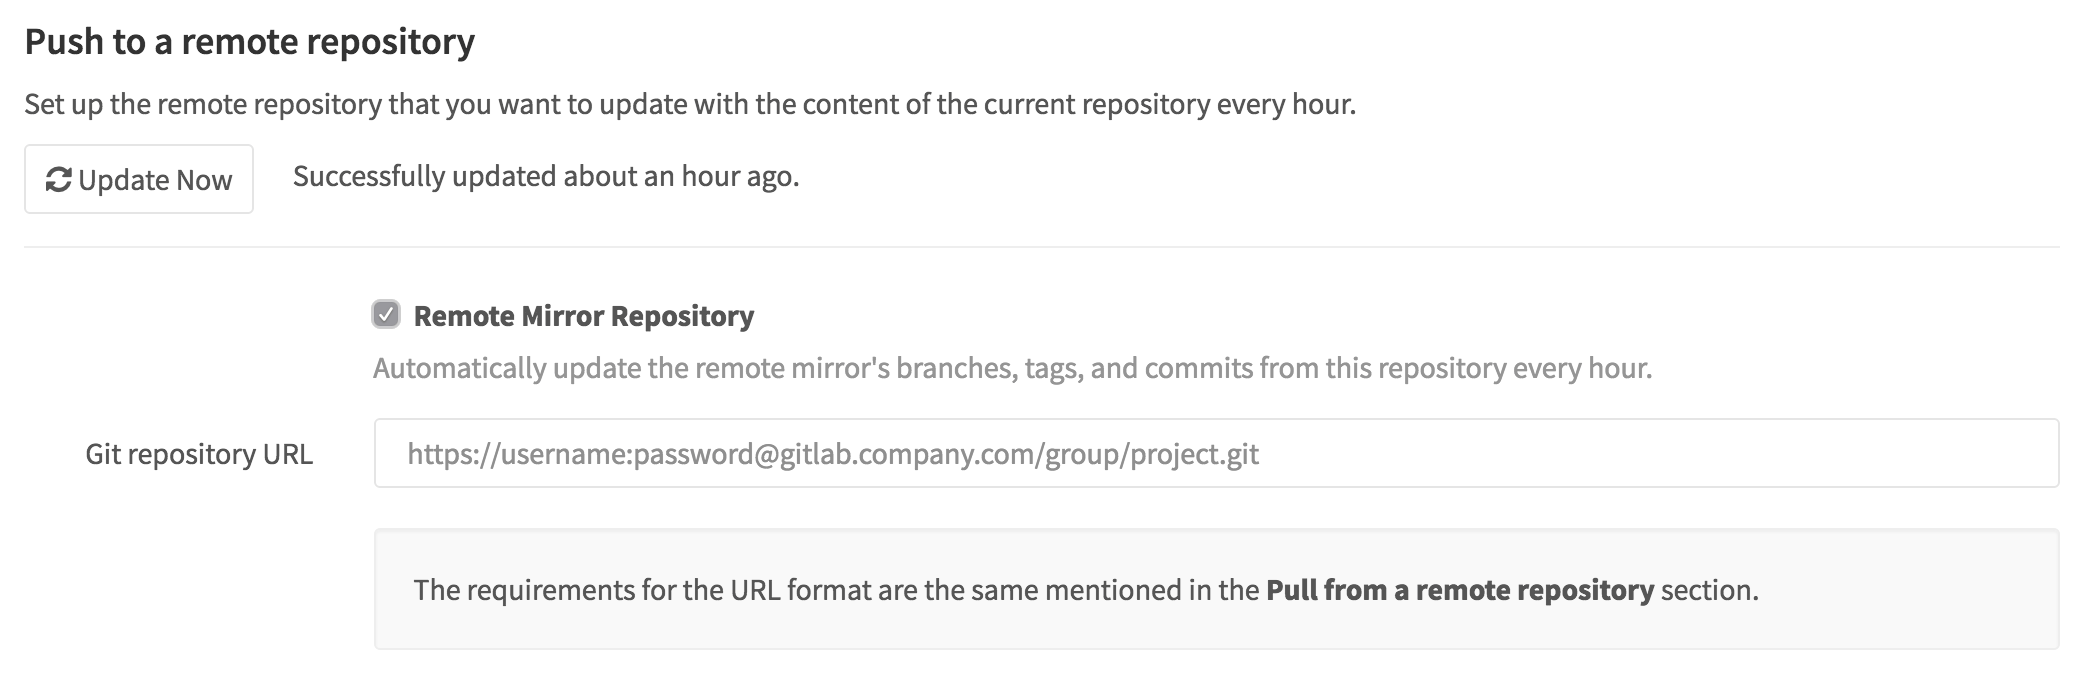 Push to a remote repository
Set up the remote repository that you want to update with the content of the current repository every hour.
Update Now
Successfully updated about an hour ago.
Remote Mirror Repository
Automatically update the remote mirror's branches, tags, and commits from this repository every hour.
Git repository URL
https://username:password@gitlab.company.com/group/project.git
The requirements for the URL format are the same mentioned in the Pull from a remote repository section.